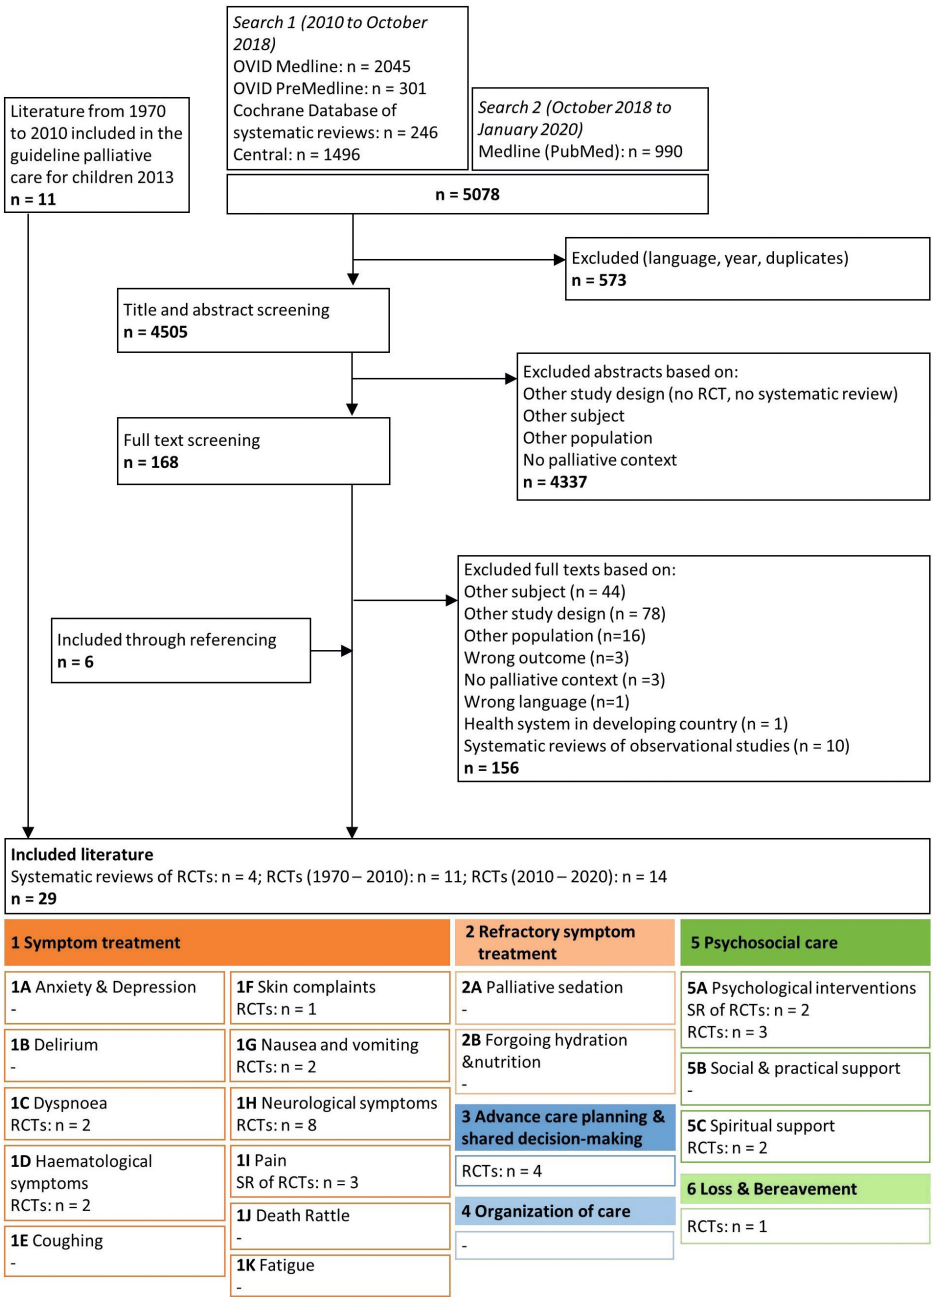 Search 1 (2010 to October
2018)
OVID Medline: n = 2045
OVID PreMedline: n = 301
Cochrane Database of
systematic reviews: n = 246
Central: n = 1496
Search 2 (October 2018 to
January 2020)
Medline (PubMed): n = 990
Literature from 1970
to 2010 included in the
guideline palliative
care for children 2013
n = 11
n = 5078
Excluded (language, year, duplicates)
n = 573
Title and abstract screening
n = 4505
Excluded abstracts based on:
Other study design (no RCT, no systematic review)
Other subject
Other population
No palliative context
n = 4337
Full text screening
n = 168
Excluded full texts based on:
Other subject (n = 44)
Other study design (n = 78)
Other population (n=16)
Wrong outcome (n=3)
No palliative context (n =3)
Wrong language (n=1)
Health system in developing country (n = 1)
Systematic reviews of observational studies (n = 10)
n = 156
Included through referencing
n = 6
Included literature
Systematic reviews of RCTs: n = 4; RCTs (1970 – 2010): n = 11; RCTs (2010 – 2020): n = 14
n = 29
1 Symptom treatment
1A Anxiety & Depression
-
1B Delirium
-
1C Dyspnoea
RCTs: n = 2
1D Haematological
symptoms
RCTs: n = 2
1E Coughing
-
1F Skin complaints
RCTs: n = 1
1G Nausea and vomiting
RCTs: n = 2
1H Neurological symptoms
RCTs: n = 8
1I Pain
SR of RCTs: n = 3
1J Death Rattle
-
1K Fatigue
-
2 Refractory symptom
treatment
2A Palliative sedation
-
2B Forgoing hydration
&nutrition
-
3 Advance care planning &
shared decision-making
RCTs: n = 4
4 Organization of care
-
5 Psychosocial care
5A Psychological interventions
SR of RCTs: n = 2
RCTs: n = 3
5B Social & practical support
-
5C Spiritual support
RCTs: n = 2
6 Loss & Bereavement
RCTs: n = 1